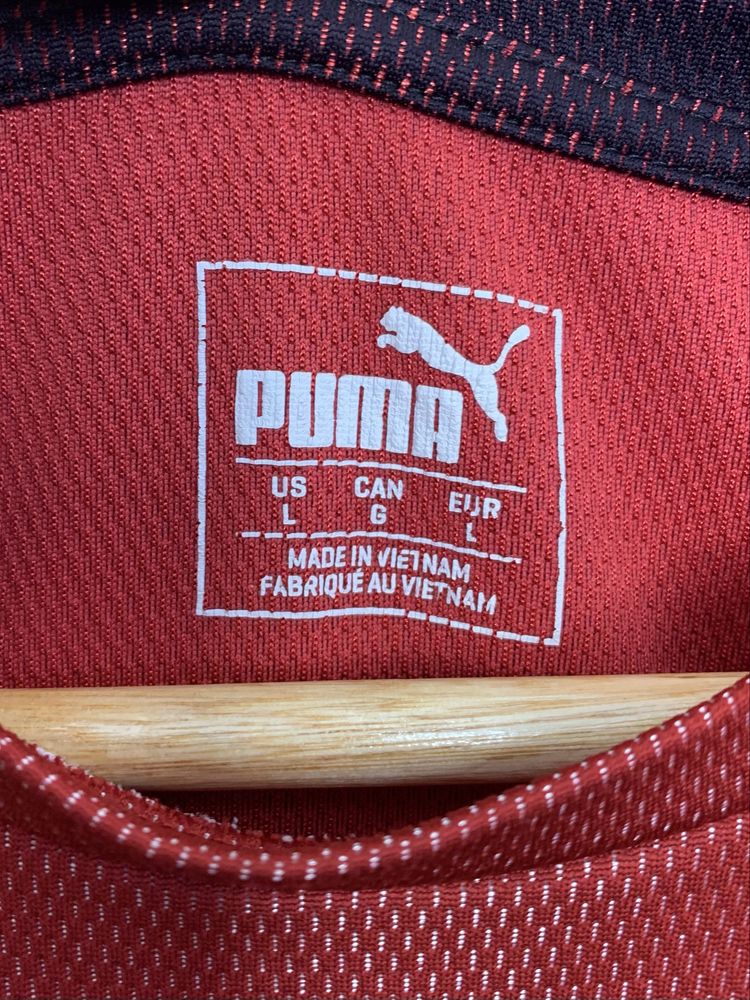 PUMA
US CAN EUR
L G L
MADE IN VIETNAM
FABRIQUÉ AU VIETNAM